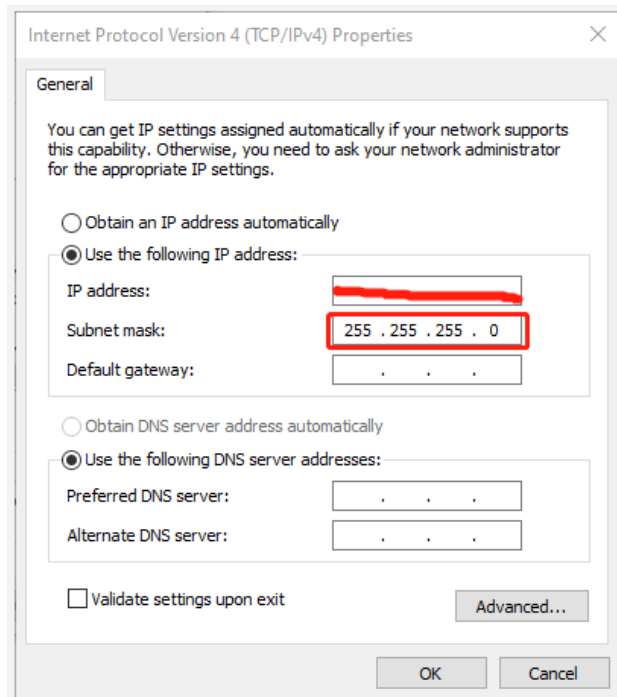 Internet Protocol Version 4 (TCP/IPv4) Properties
General
You can get IP settings assigned automatically if your network supports
this capability. Otherwise, you need to ask your network administrator
for the appropriate IP settings.
Obtain an IP address automatically
Use the following IP address:
IP address:
Subnet mask: 255 . 255 . 255 . 0
Default gateway: . . .
Obtain DNS server address automatically
Use the following DNS server addresses:
Preferred DNS server: . . .
Alternate DNS server: . . .
Validate settings upon exit
Advanced...
OK Cancel